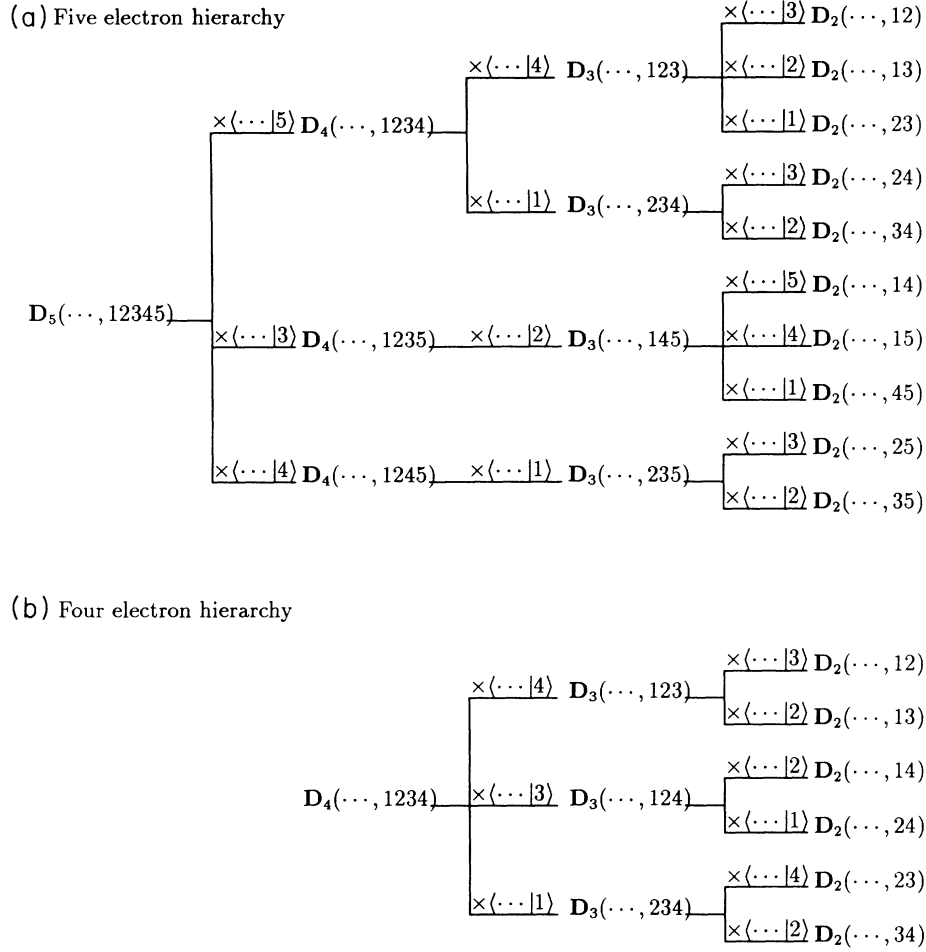 (a) Five electron hierarchy
×⟨···|3⟩ D₂(···, 12)
×⟨···|4⟩ D₃(···, 123)
×⟨···|2⟩ D₂(···, 13)
×⟨···|5⟩ D₄(···, 1234)
×⟨···|1⟩ D₂(···, 23)
×⟨···|3⟩ D₂(···, 24)
×⟨···|1⟩ D₃(···, 234)
×⟨···|2⟩ D₂(···, 34)
×⟨···|5⟩ D₂(···, 14)
D₅(···, 12345)
×⟨···|3⟩ D₄(···, 1235) ×⟨···|2⟩ D₃(···, 145) ×⟨···|4⟩ D₂(···, 15)
×⟨···|1⟩ D₂(···, 45)
×⟨···|3⟩ D₂(···, 25)
×⟨···|4⟩ D₄(···, 1245) ×⟨···|1⟩ D₃(···, 235)
×⟨···|2⟩ D₂(···, 35)
(b) Four electron hierarchy
×⟨···|3⟩ D₂(···, 12)
×⟨···|4⟩ D₃(···, 123)
×⟨···|2⟩ D₂(···, 13)
×⟨···|2⟩ D₂(···, 14)
D₄(···, 1234) ×⟨···|3⟩ D₃(···, 124)
×⟨···|1⟩ D₂(···, 24)
×⟨···|4⟩ D₂(···, 23)
×⟨···|1⟩ D₃(···, 234)
×⟨···|2⟩ D₂(···, 34)